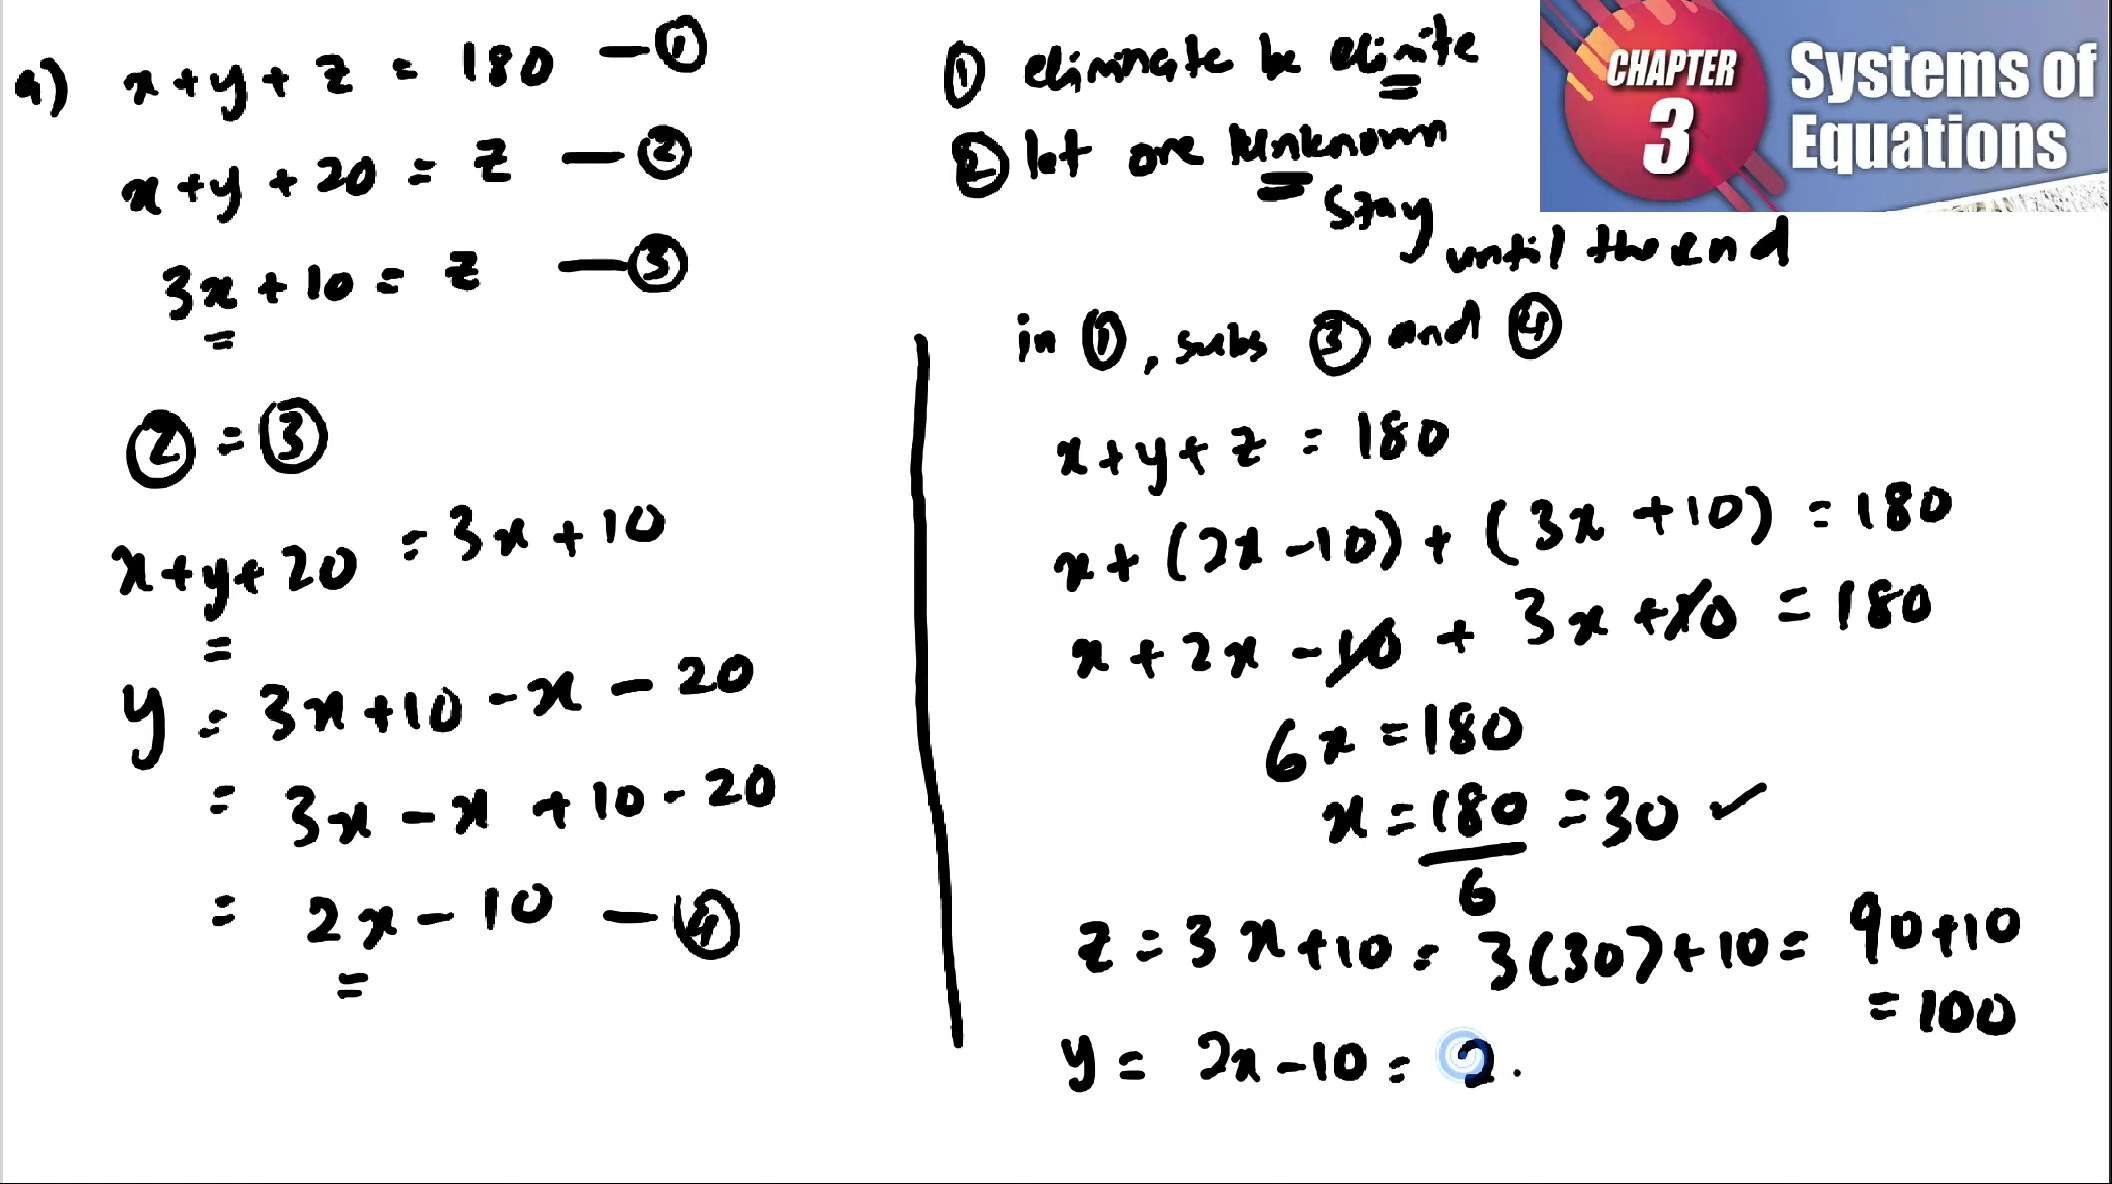 a) x + y + z = 180 — ①
x + y + 20 = z — ②
3x + 10 = z — ③
② = ③
x + y + 20 = 3x + 10
y = 3x + 10 - x - 20
= 3x - x + 10 - 20
= 2x - 10 — ④
① eliminate be
② let one unknown
stay
until the end
in ①, subs ③ and ④
x + y + z = 180
x + (2x - 10) + (3x + 10) = 180
x + 2x - 10 + 3x + 10 = 180
6x = 180
x = 180/6 = 30 ✓
z = 3x + 10 = 3(30) + 10 = 90 + 10
= 100
y = 2x - 10 = 2.
CHAPTER
3
Systems of
Equations